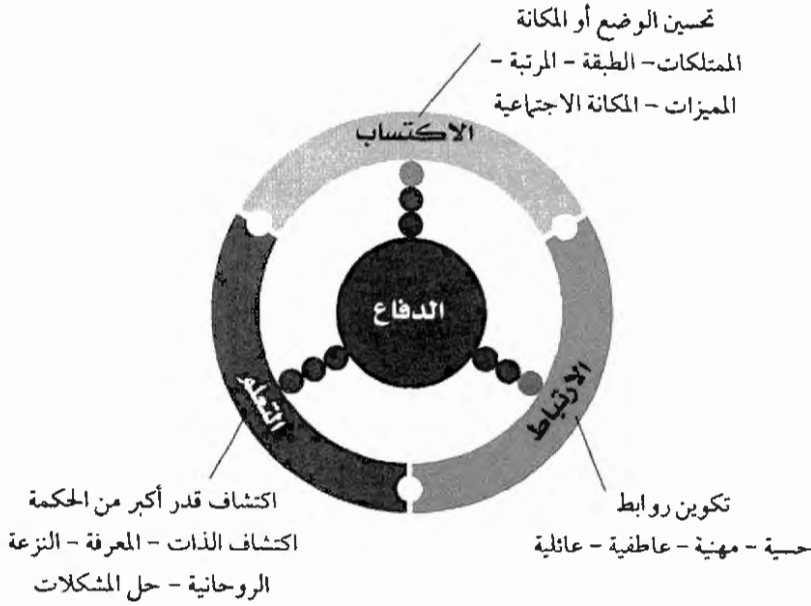 تحسين الوضع أو المكانة
الممتلكات - الطبقة - المرتبة -
المميزات - المكانة الاجتماعية
الاكتساب
الدفاع
التعلم
الارتباط
اكتشاف قدر أكبر من الحكمة
اكتشاف الذات - المعرفة - النزعة
الروحانية - حل المشكلات
تكوين روابط
حسية - مهنية - عاطفية - عائلية